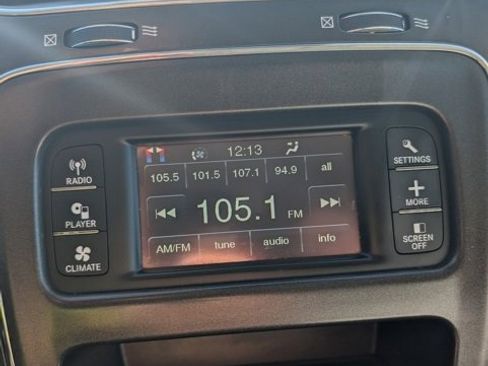 12:13
105.5 101.5 107.1 94.9 all
105.1 FM
AM/FM tune audio info
RADIO
PLAYER
CLIMATE
SETTINGS
MORE
SCREEN
OFF